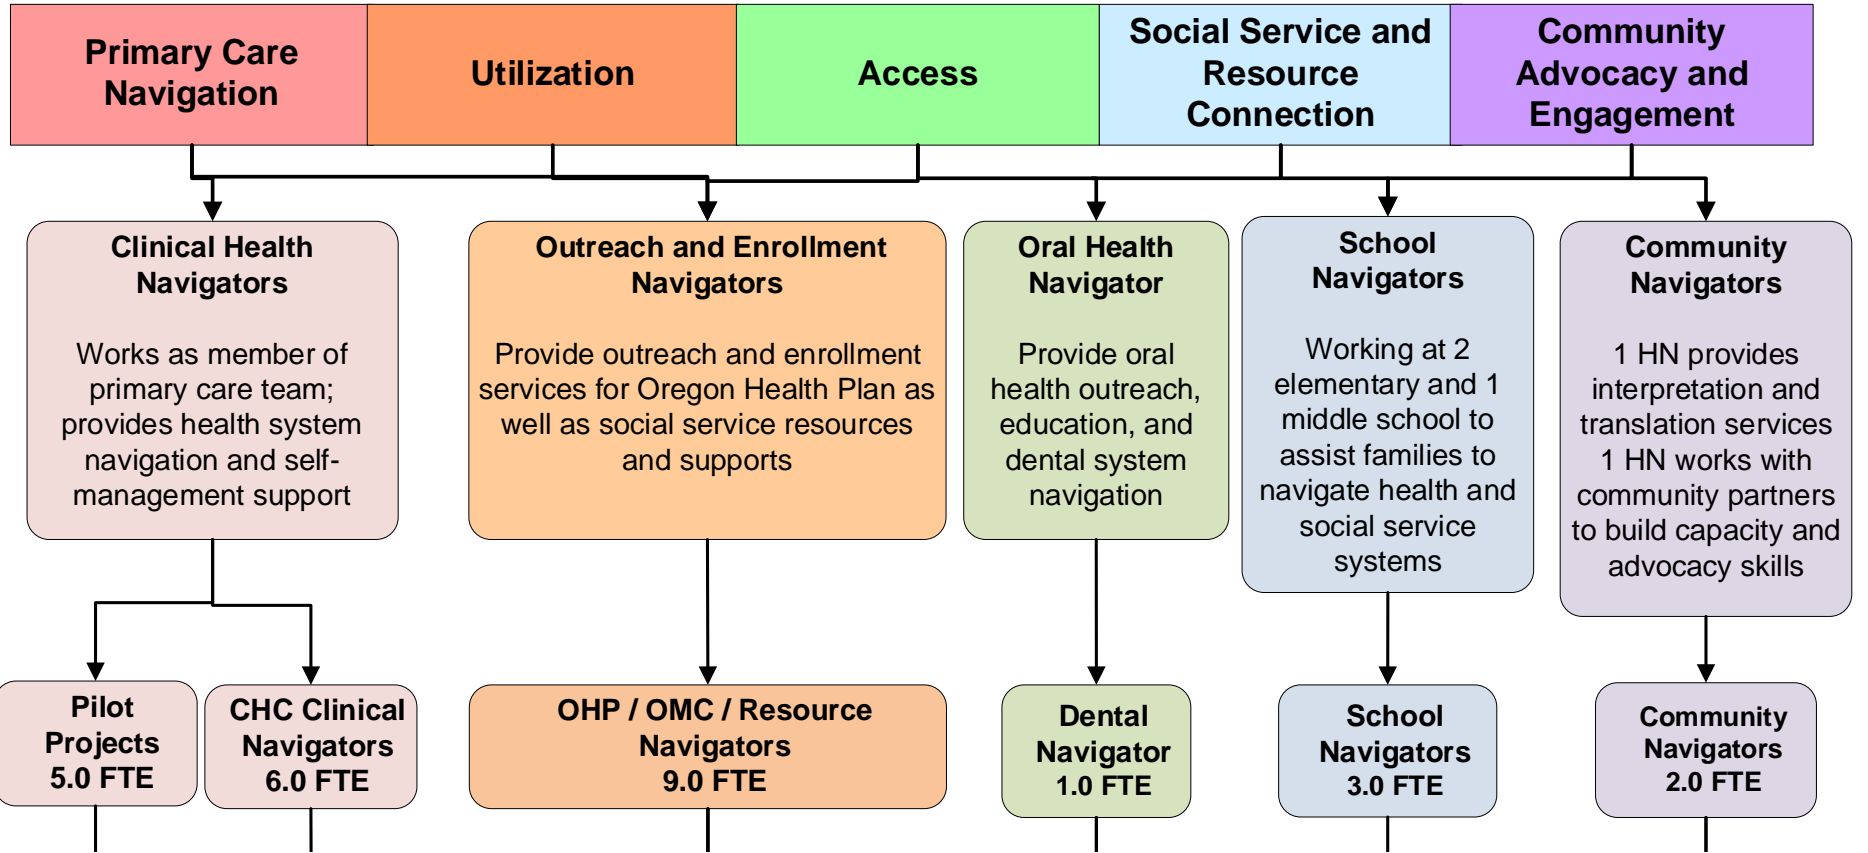 Primary Care
Navigation
Utilization
Access
Social Service and
Resource
Connection
Community
Advocacy and
Engagement
Clinical Health
Navigators
Works as member of
primary care team;
provides health system
navigation and self-
management support
Outreach and Enrollment
Navigators
Provide outreach and enrollment
services for Oregon Health Plan as
well as social service resources
and supports
Oral Health
Navigator
Provide oral
health outreach,
education, and
dental system
navigation
School
Navigators
Working at 2
elementary and 1
middle school to
assist families to
navigate health and
social service
systems
Community
Navigators
1 HN provides
interpretation and
translation services
1 HN works with
community partners
to build capacity and
advocacy skills
Pilot
Projects
5.0 FTE
CHC Clinical
Navigators
6.0 FTE
OHP / OMC / Resource
Navigators
9.0 FTE
Dental
Navigator
1.0 FTE
School
Navigators
3.0 FTE
Community
Navigators
2.0 FTE